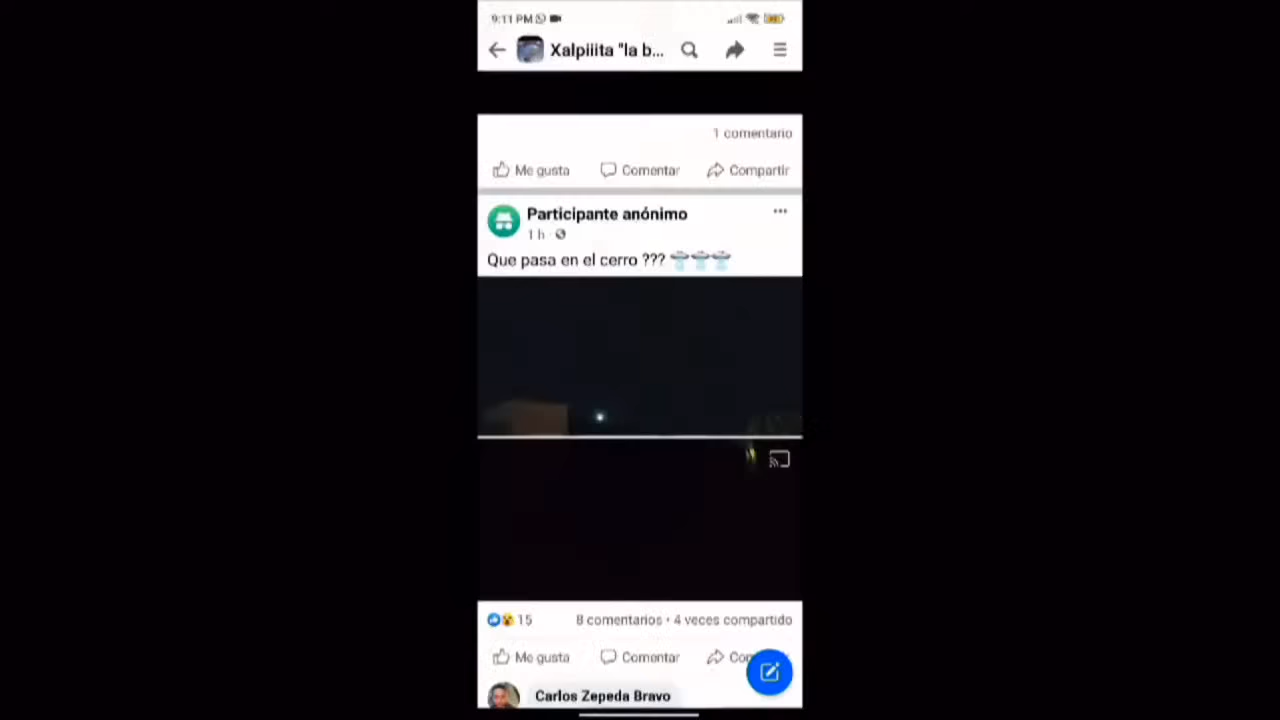 9:11 PM
Xalpiiita "la b...
1 comentario
Me gusta
Comentar
Compartir
Participante anónimo
1 h ·
Que pasa en el cerro ??? 🛸🛸🛸
15
8 comentarios • 4 veces compartido
Me gusta
Comentar
Carlos Zepeda Bravo